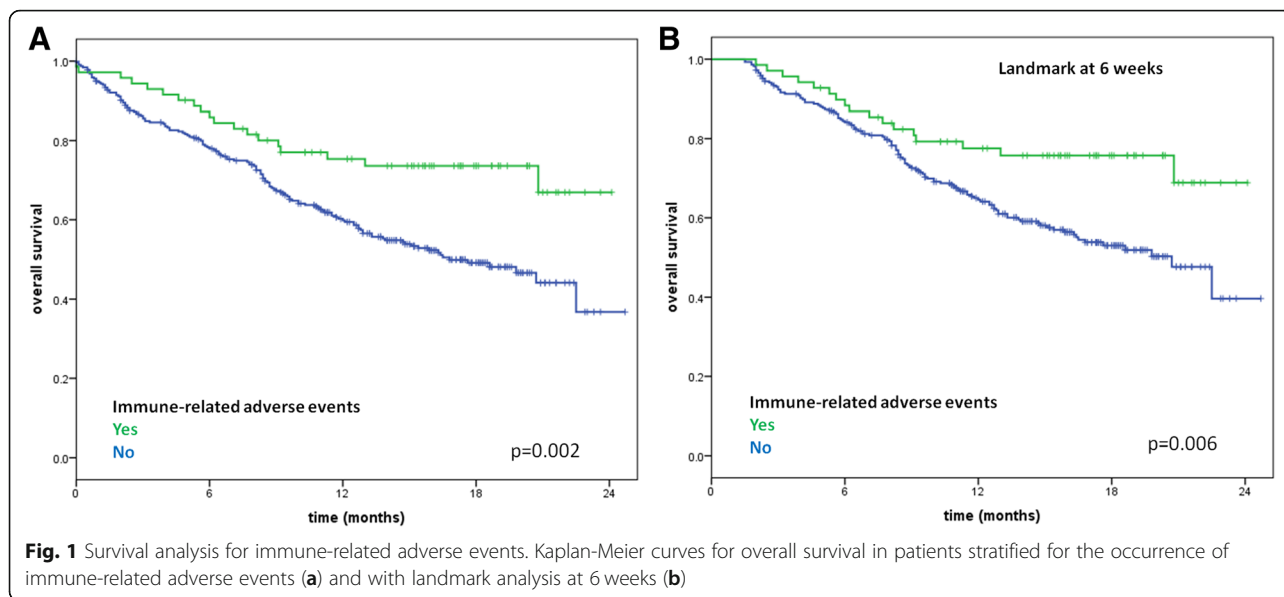 A
1.0
0.8
0.6
0.4
0.2
0.0
overall survival
Immune-related adverse events
Yes
No
p=0.002
0 6 12 18 24
time (months)
B
Landmark at 6 weeks
1.0
0.8
0.6
0.4
0.2
0.0
overall survival
Immune-related adverse events
Yes
No
p=0.006
0 6 12 18 24
time (months)
Fig. 1 Survival analysis for immune-related adverse events. Kaplan-Meier curves for overall survival in patients stratified for the occurrence of
immune-related adverse events (a) and with landmark analysis at 6 weeks (b)